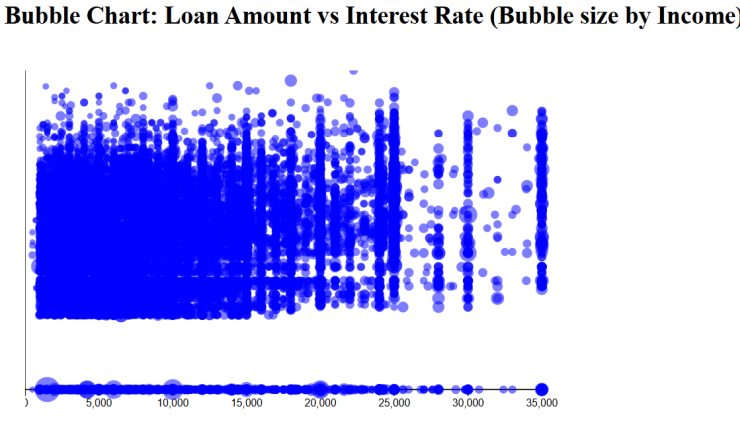 Bubble Chart: Loan Amount vs Interest Rate (Bubble size by Income)
5,000 10,000 15,000 20,000 25,000 30,000 35,000